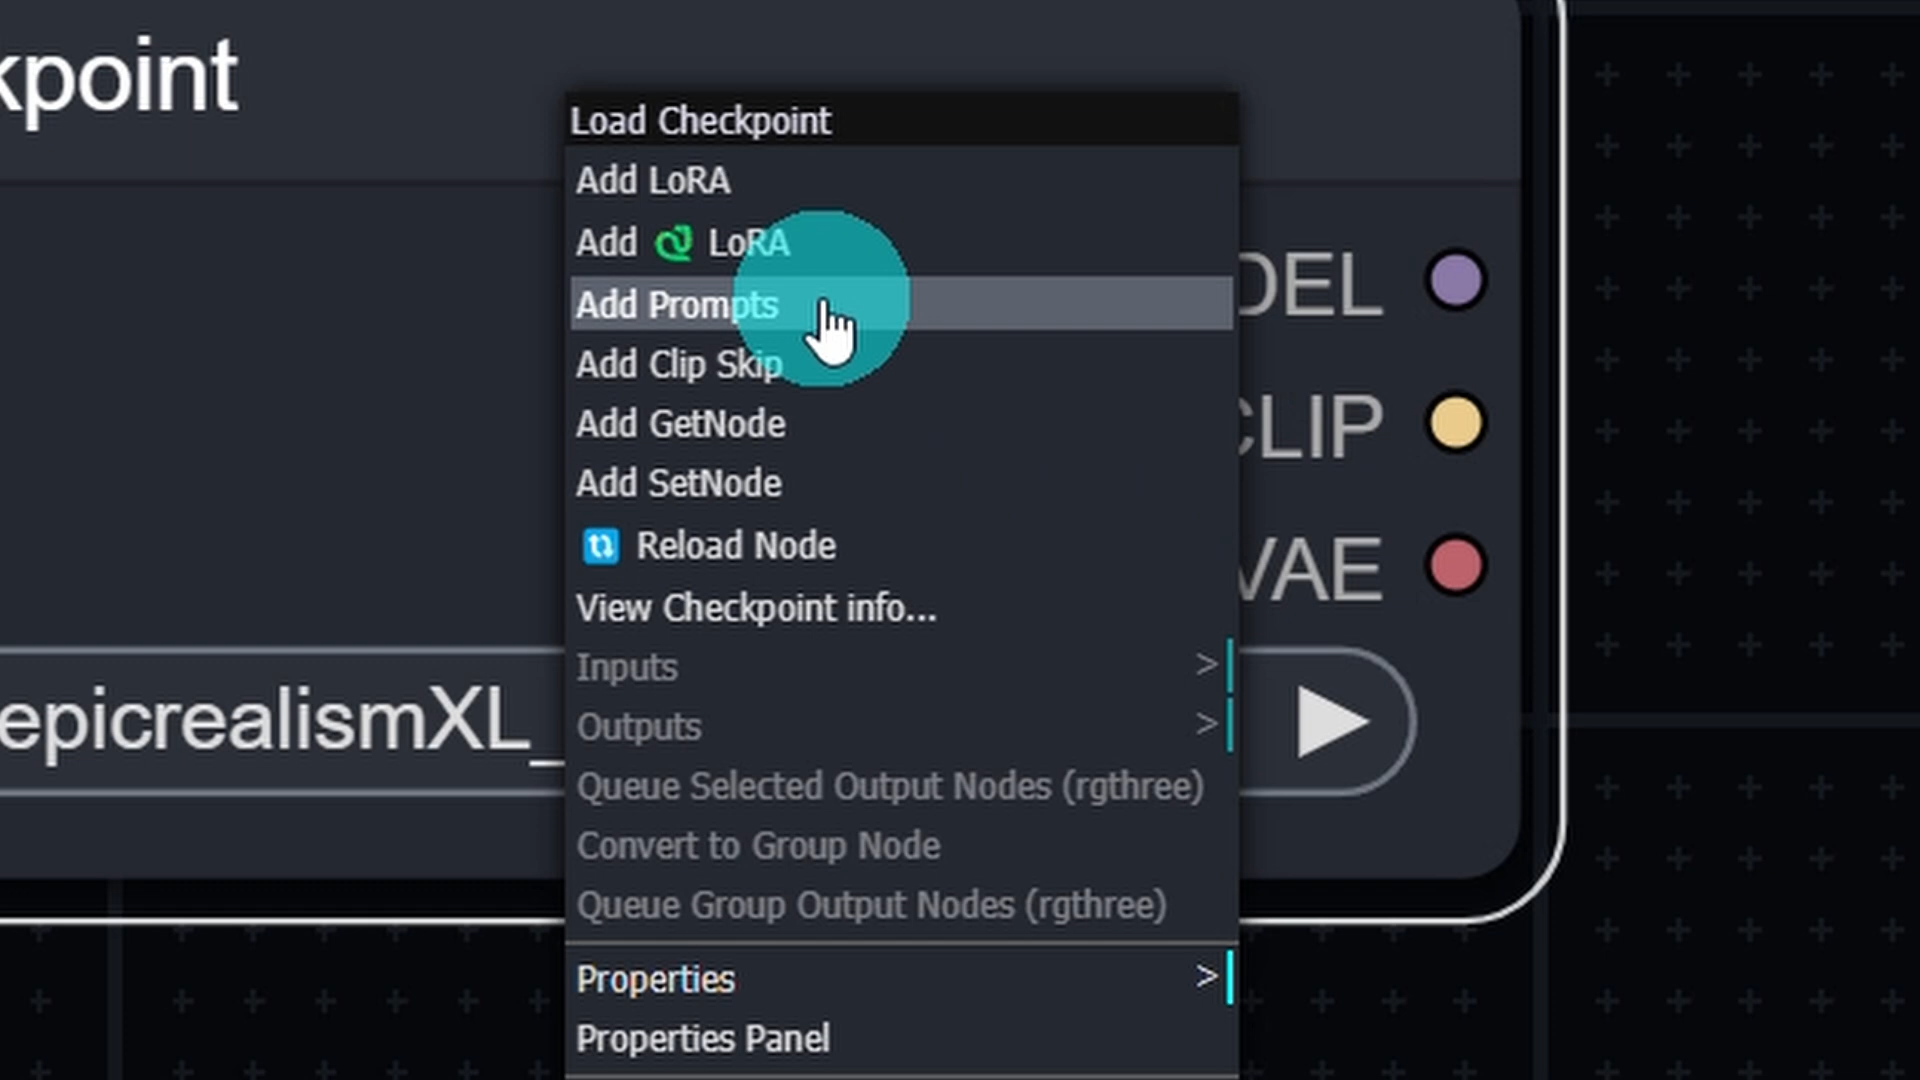 kpoint
Load Checkpoint
Add LoRA
Add LoRA
Add Prompts
Add Clip Skip
Add GetNode
Add SetNode
Reload Node
View Checkpoint info...
Inputs >
Outputs >
Queue Selected Output Nodes (rgthree)
Convert to Group Node
Queue Group Output Nodes (rgthree)
Properties >
Properties Panel
DEL
CLIP
VAE
epicrealismXL_